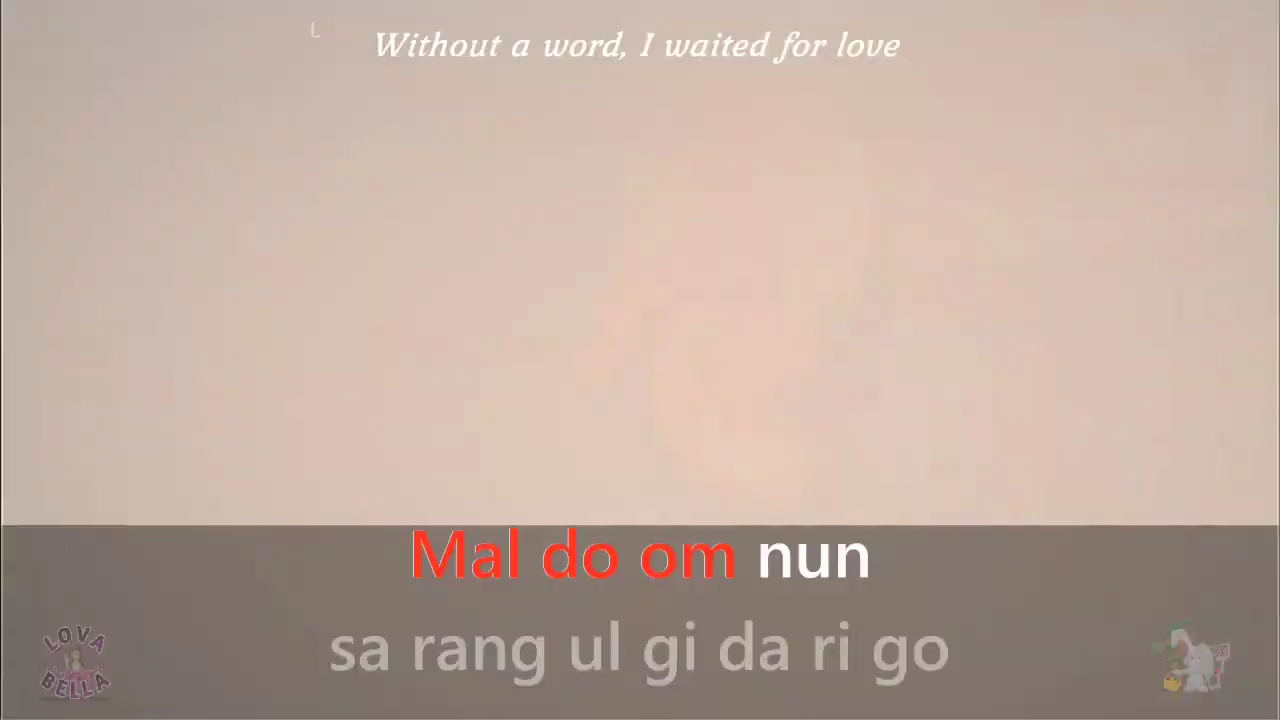 Without a word, I waited for love
Mal do om nun
sa rang ul gi da ri go
LOVA
BELLA